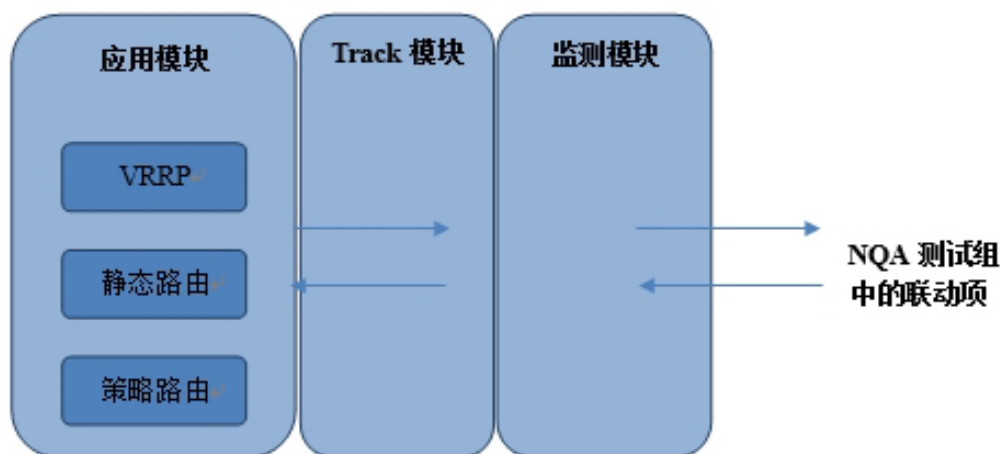 应用模块
Track 模块
监测模块
VRRP
静态路由
策略路由
NQA 测试组
中的联动项